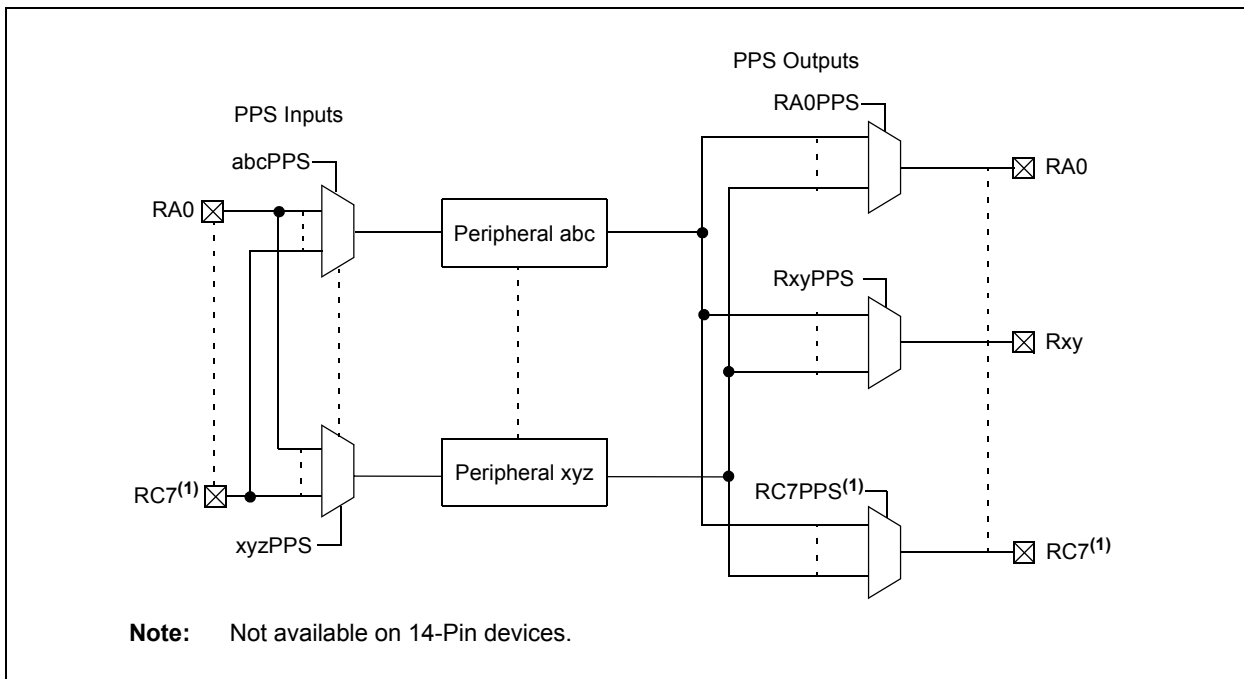 PPS Outputs
RA0PPS
PPS Inputs
abcPPS
RA0
RA0
Peripheral abc
RxyPPS
Rxy
Peripheral xyz
RC7(1)
RC7PPS(1)
xyzPPS
RC7(1)
Note: Not available on 14-Pin devices.